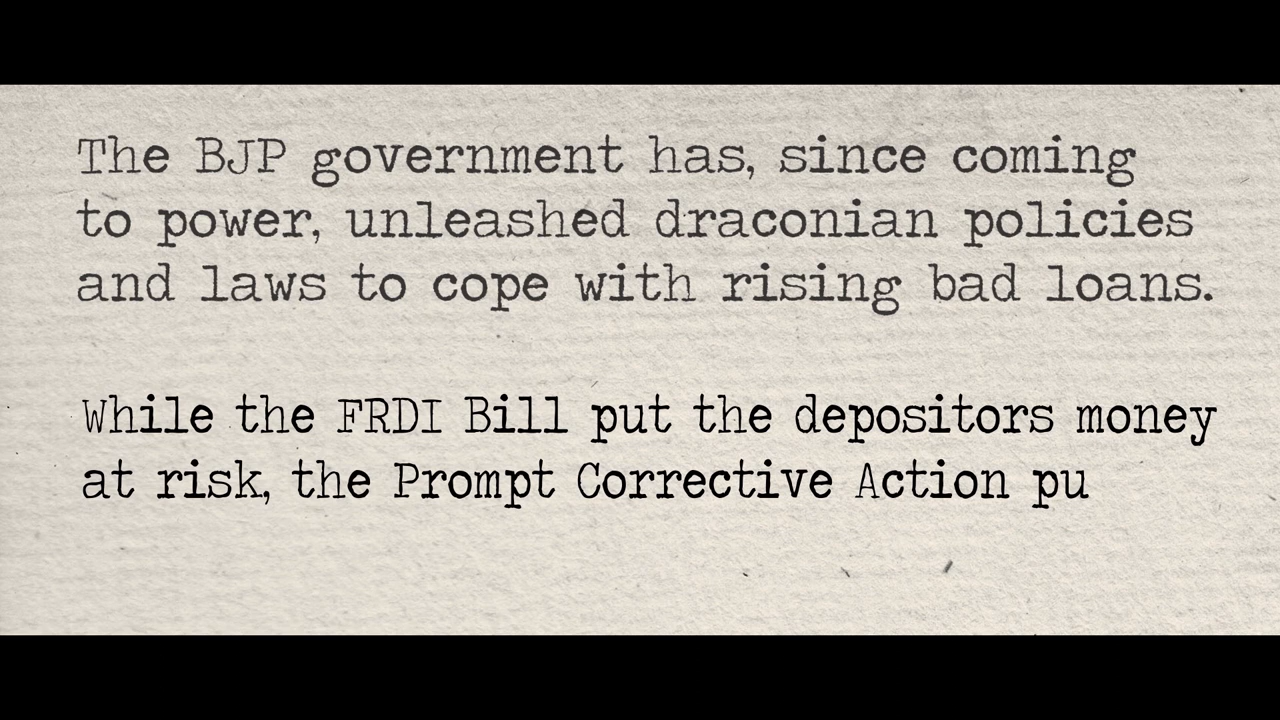 The BJP government has, since coming
to power, unleashed draconian policies
and laws to cope with rising bad loans.
While the FRDI Bill put the depositors money
at risk, the Prompt Corrective Action pu